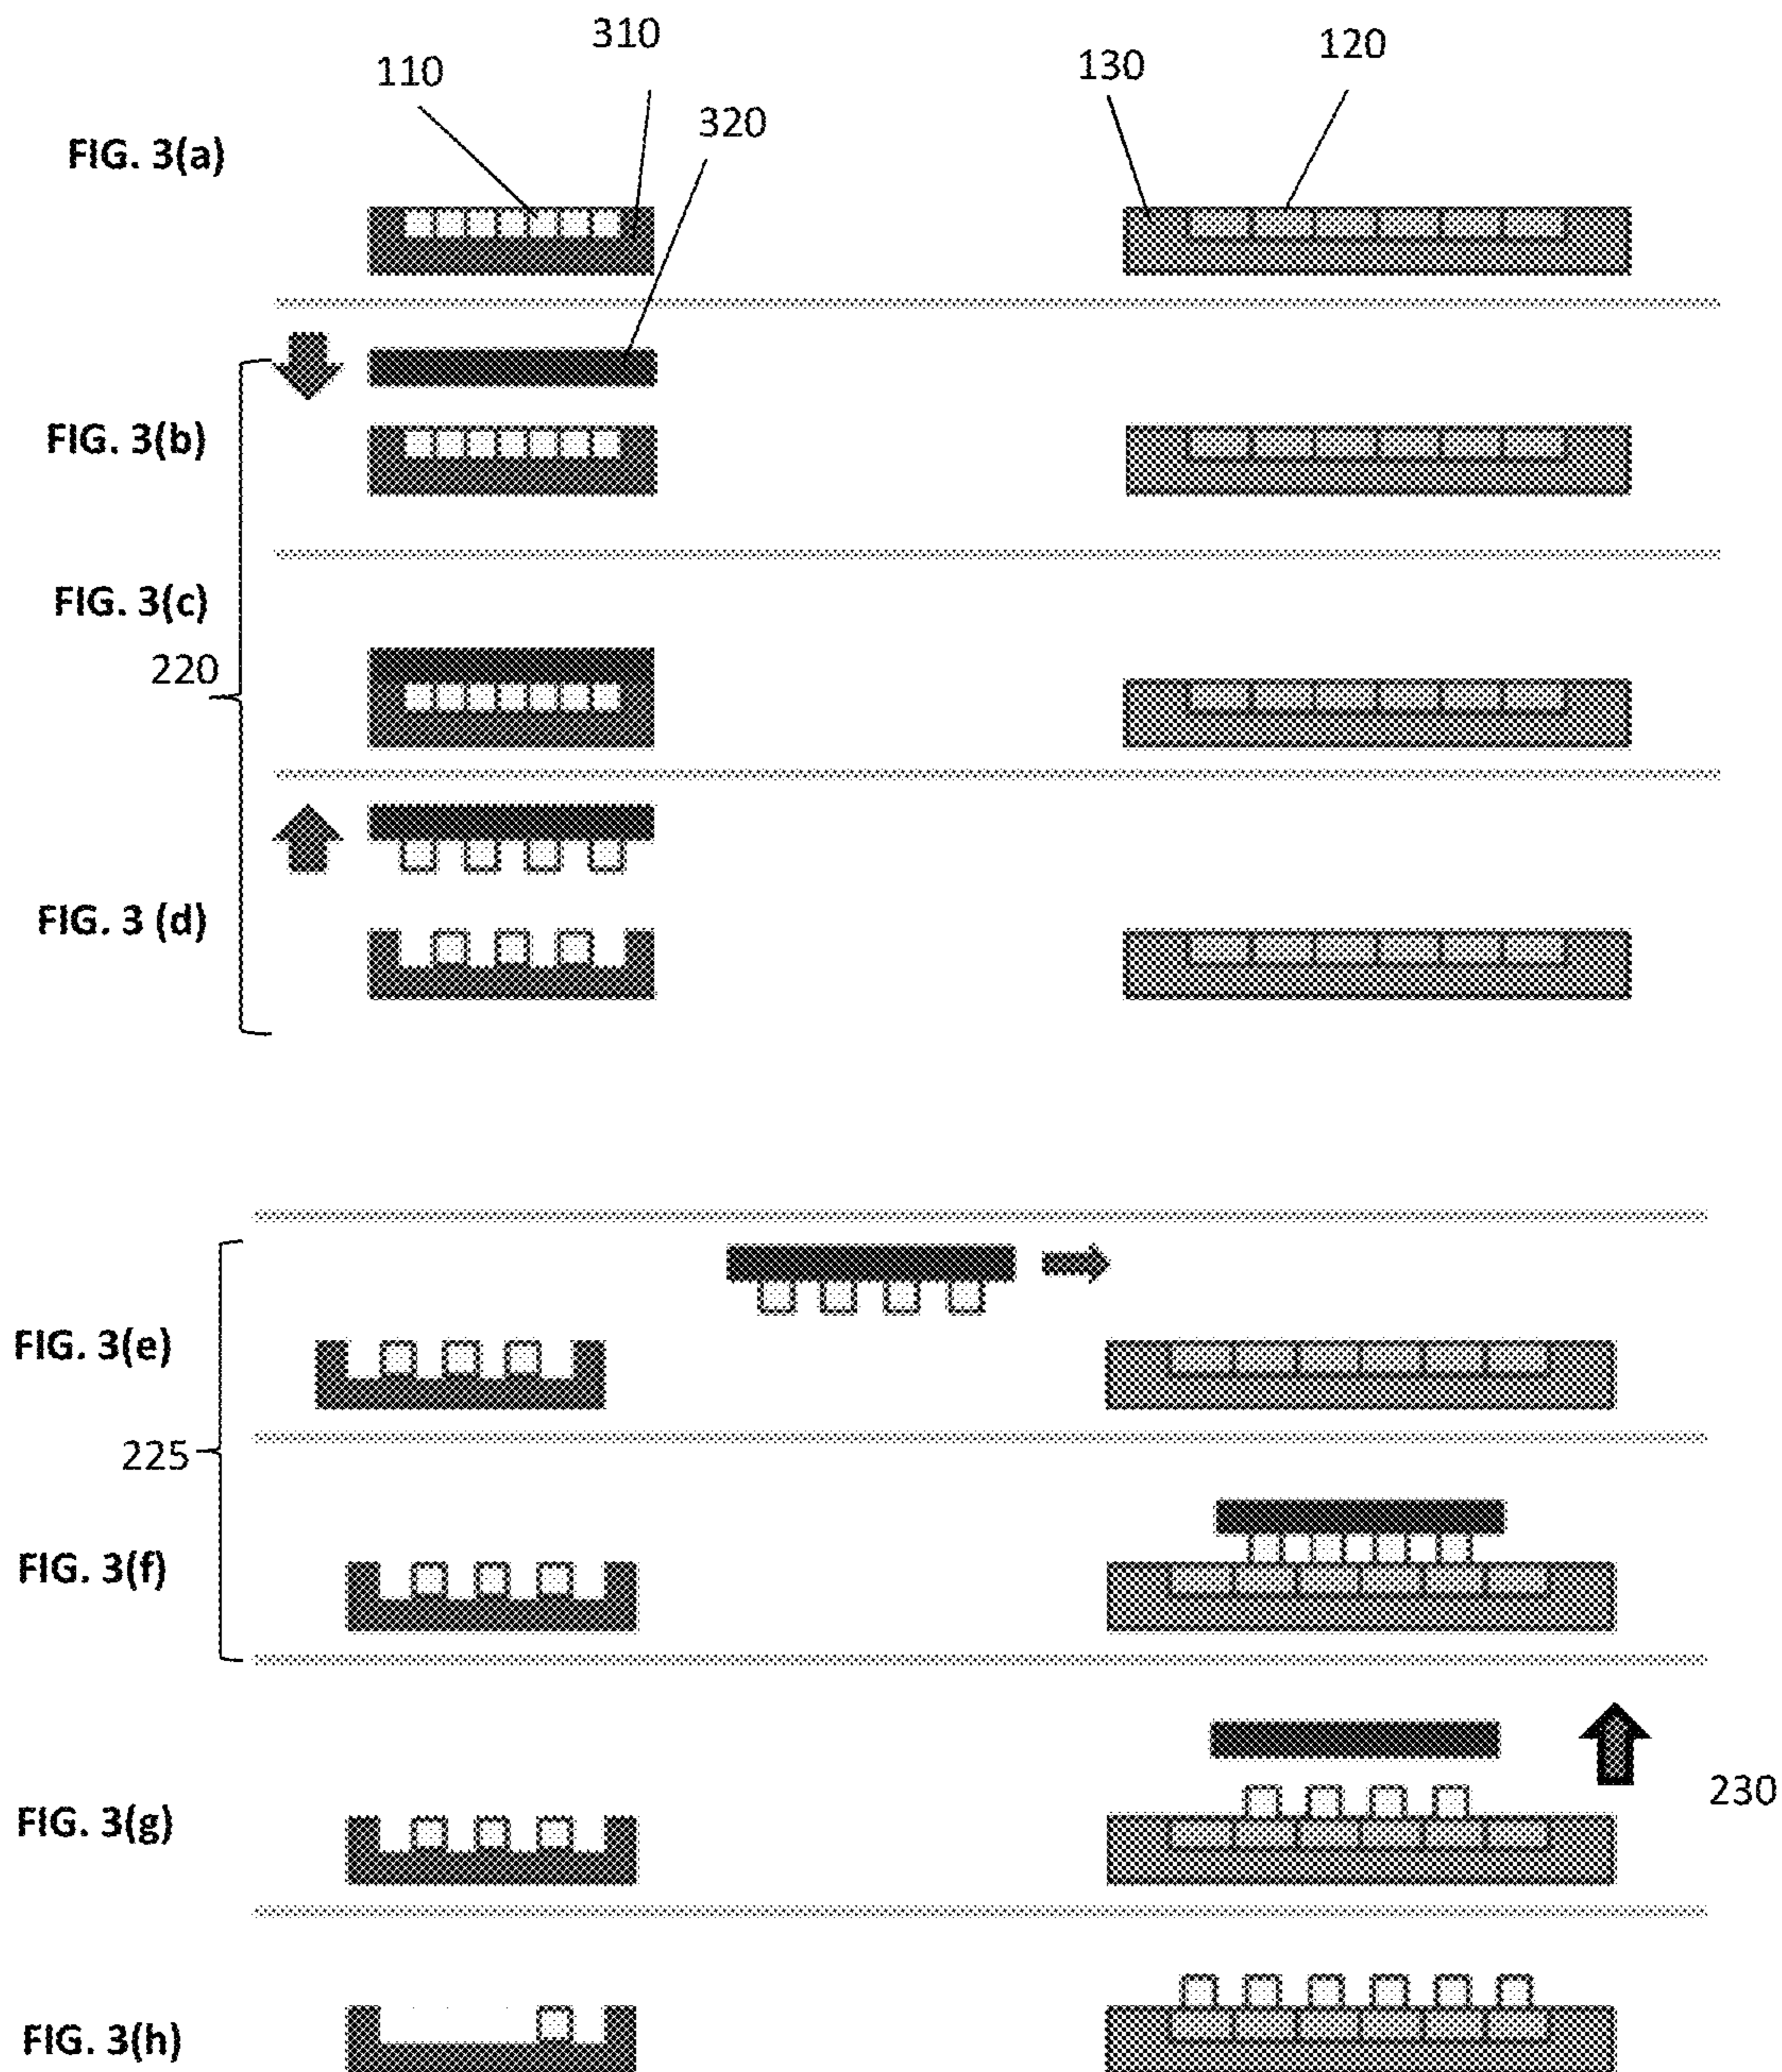 310
110
130
120
320
FIG. 3(a)
FIG. 3(b)
FIG. 3(c)
220
FIG. 3 (d)
FIG. 3(e)
225
FIG. 3(f)
230
FIG. 3(g)
FIG. 3(h)